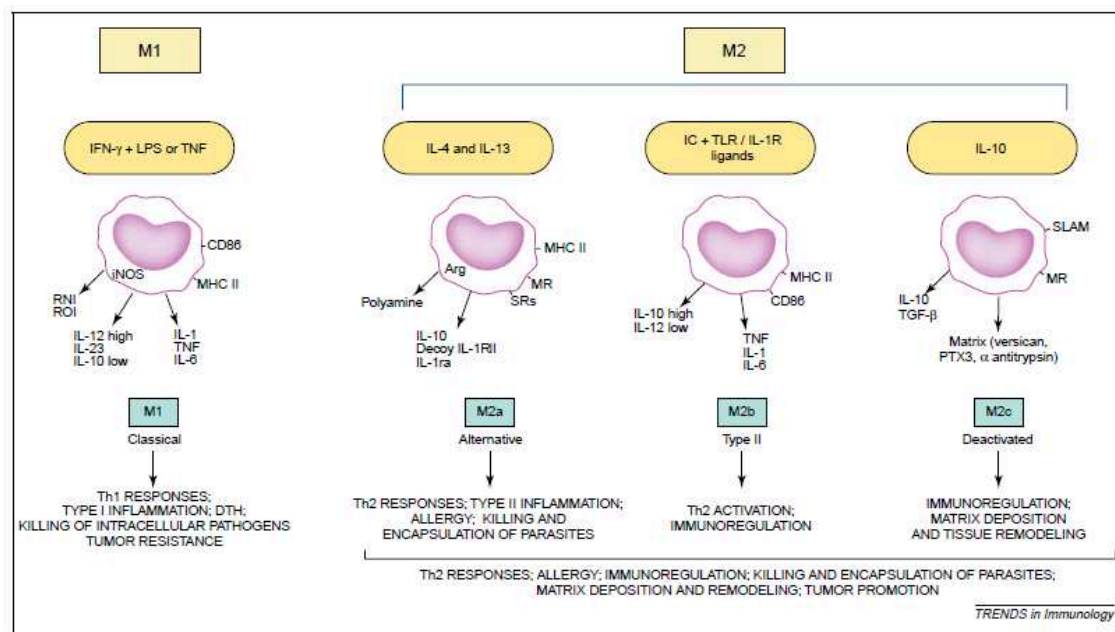 M1
M2
IFN-γ + LPS or TNF
IL-4 and IL-13
IC + TLR / IL-1R
ligands
IL-10
CD86
MHC II
iNOS
RNI
ROI
IL-12 high
IL-23
IL-10 low
IL-1
TNF
IL-6
MHC II
Arg
MR
SRs
Polyamine
IL-10
Decoy IL-1RII
IL-1ra
MHC II
CD86
IL-10 high
IL-12 low
TNF
IL-1
IL-6
SLAM
MR
IL-10
TGF-β
Matrix (versican,
PTX3, α antitrypsin)
M1
Classical
M2a
Alternative
M2b
Type II
M2c
Deactivated
Th1 RESPONSES;
TYPE I INFLAMMATION; DTH;
KILLING OF INTRACELLULAR PATHOGENS
TUMOR RESISTANCE
Th2 RESPONSES; TYPE II INFLAMMATION;
ALLERGY; KILLING AND
ENCAPSULATION OF PARASITES
Th2 ACTIVATION;
IMMUNOREGULATION
IMMUNOREGULATION;
MATRIX DEPOSITION
AND TISSUE REMODELING
Th2 RESPONSES; ALLERGY; IMMUNOREGULATION; KILLING AND ENCAPSULATION OF PARASITES;
MATRIX DEPOSITION AND REMODELING; TUMOR PROMOTION
TRENDS in Immunology